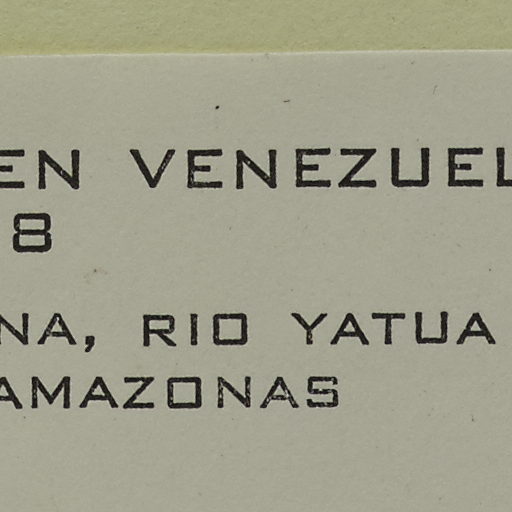 EN VENEZUEL
8
NA, RIO YATUA
AMAZONAS